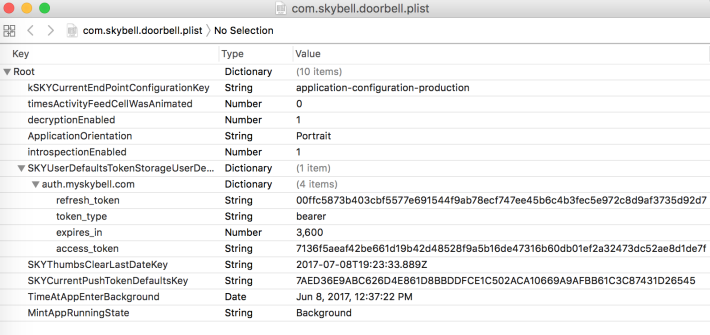 com.skybell.doorbell.plist
com.skybell.doorbell.plist No Selection
Key Type Value
Root Dictionary (10 items)
kSKYCurrentEndPointConfigurationKey String application-configuration-production
timesActivityFeedCellWasAnimated Number 0
decryptionEnabled Number 1
ApplicationOrientation String Portrait
introspectionEnabled Number 1
SKYUserDefaultsTokenStorageUserDe... Dictionary (1 item)
auth.myskybell.com Dictionary (4 items)
refresh_token String 00ffc5873b403cbf5577e691544f9ab78ecf747ee45b6c4b3fec5e972c8d9af3735d92d7
token_type String bearer
expires_in Number 3,600
access_token String 7136f5aeaf42be661d19b42d48528f9a5b16de47316b60db01ef2a32473dc52ae8d1de7f
SKYThumbsClearLastDateKey String 2017-07-08T19:23:33.889Z
SKYCurrentPushTokenDefaultsKey String 7AED36E9ABC626D4E861D8BBDDFCE1C502ACA10669A9AFBB61C3C87431D26545
TimeAtAppEnterBackground Date Jun 8, 2017, 12:37:22 PM
MintAppRunningState String Background